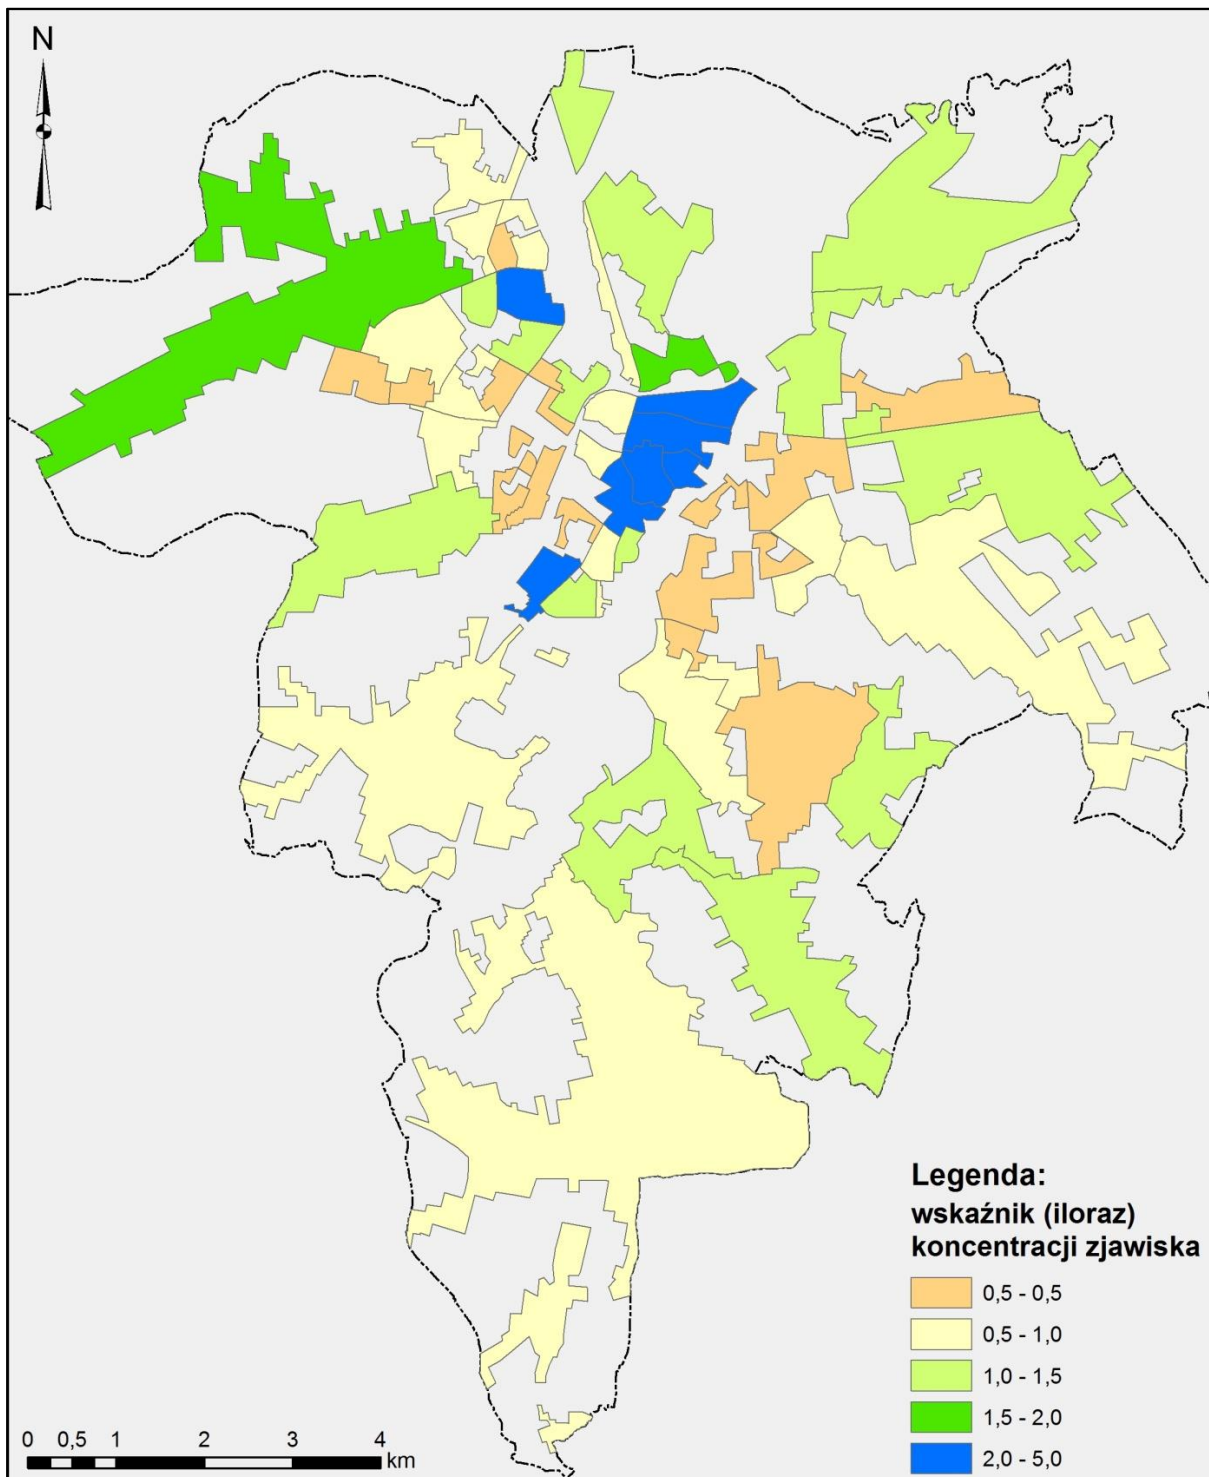 N
Legenda:
wskaźnik (iloraz)
koncentracji zjawiska
0,5 - 0,5
0,5 - 1,0
1,0 - 1,5
1,5 - 2,0
2,0 - 5,0
0 0,5 1 2 3 4
km